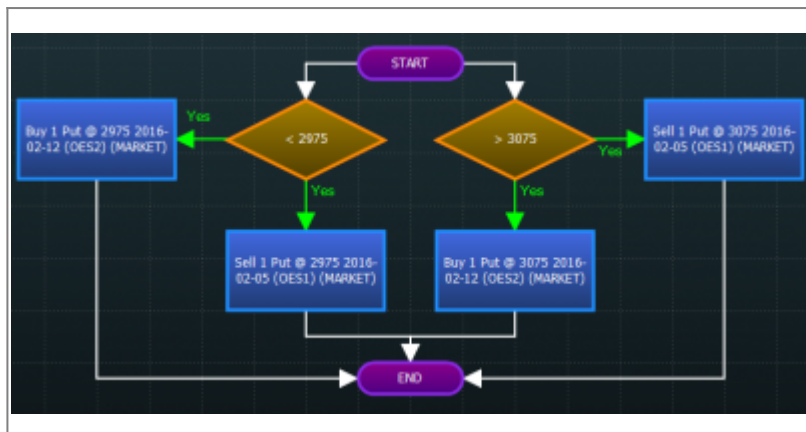 START
Yes
Buy 1 Put @ 2975 2016-
02-12 (OES2) (MARKET)
< 2975
> 3075
Yes
Sell 1 Put @ 3075 2016-
02-05 (OES1) (MARKET)
Yes
Yes
Sell 1 Put @ 2975 2016-
02-05 (OES1) (MARKET)
Buy 1 Put @ 3075 2016-
02-12 (OES2) (MARKET)
END